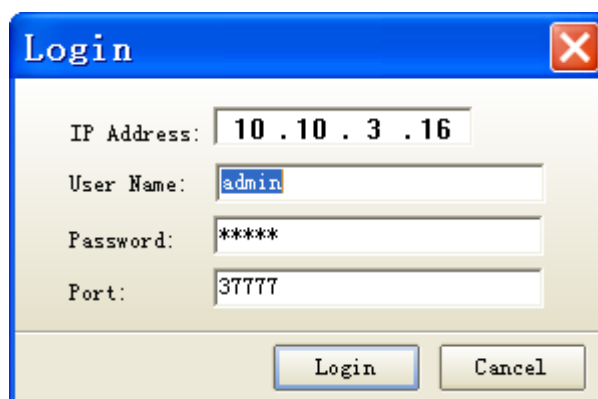 Login
IP Address: 10 . 10 . 3 . 16
User Name: admin
Password: *****
Port: 37777
Login Cancel